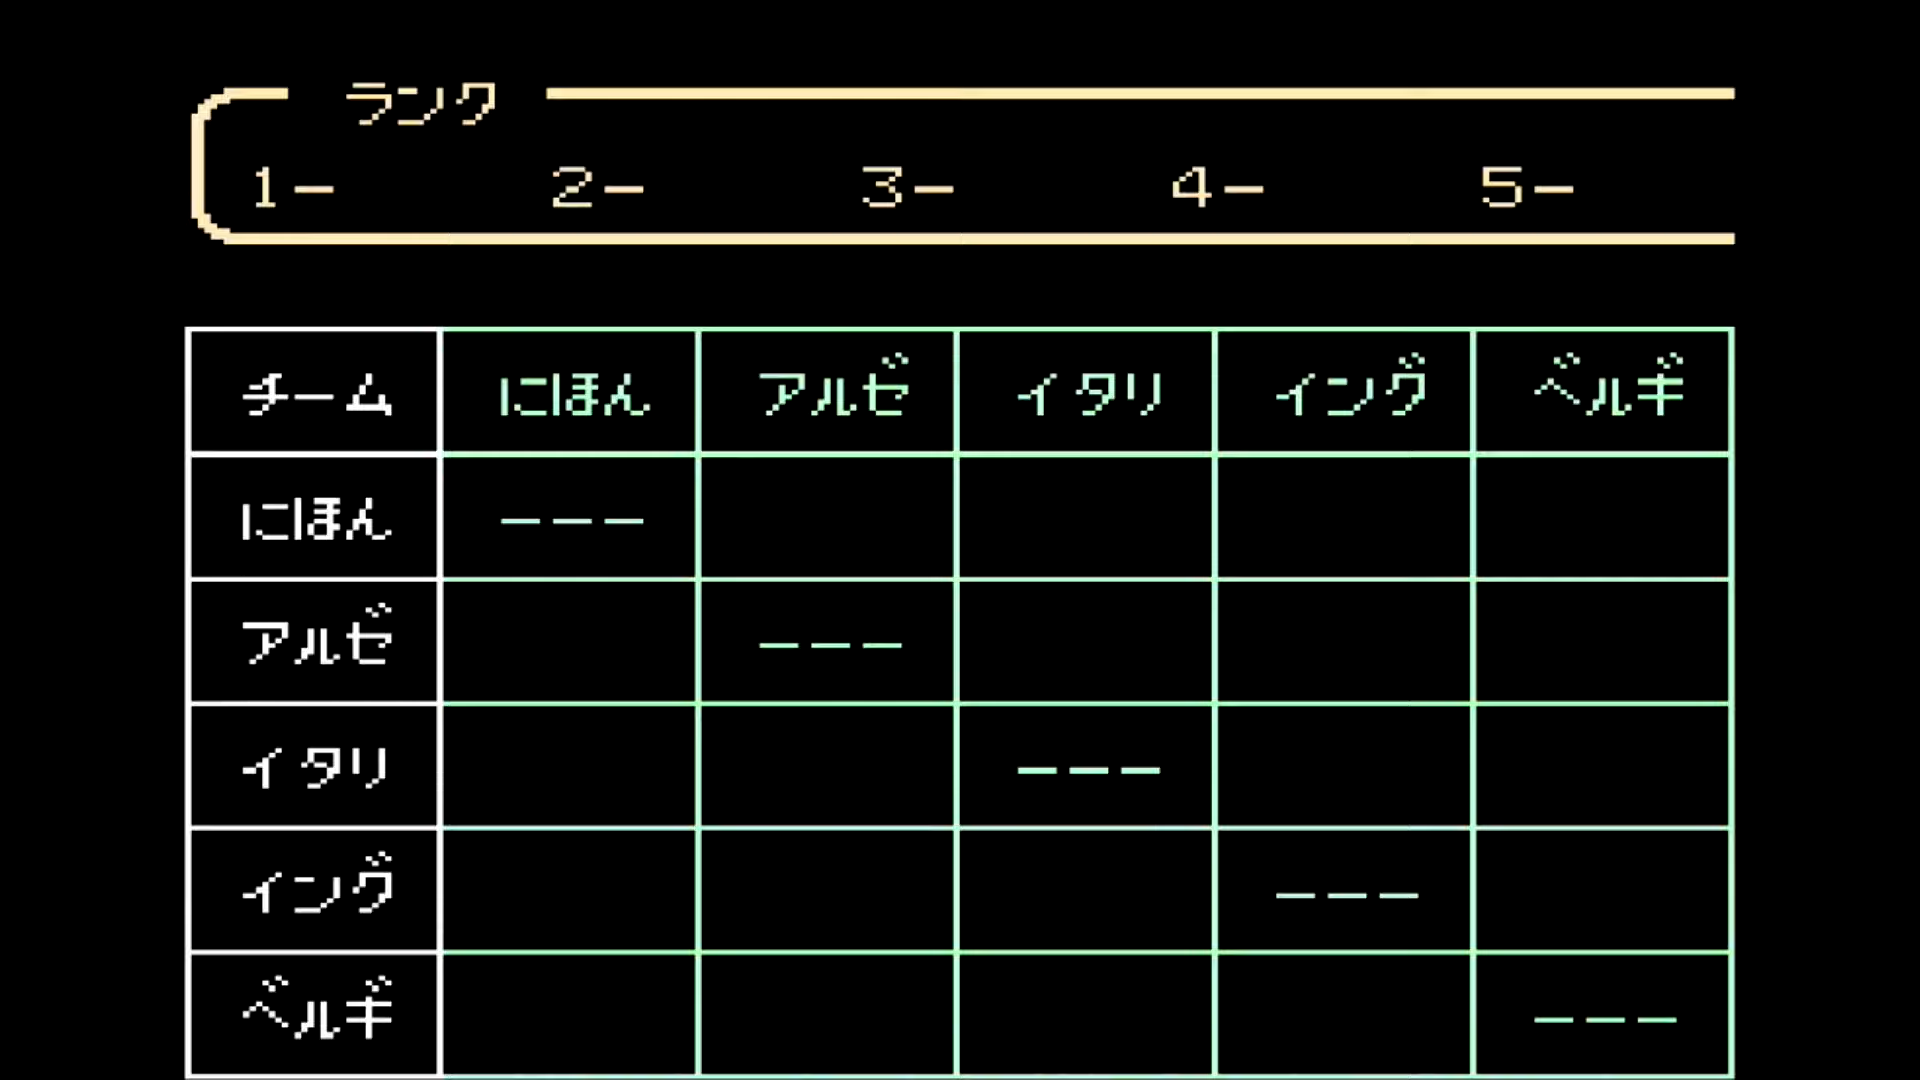 ランク
1- 2- 3- 4- 5-
チーム にほん アルゼ イタリ イング ベルギ
にほん ---
アルゼ ---
イタリ ---
イング ---
ベルギ ---